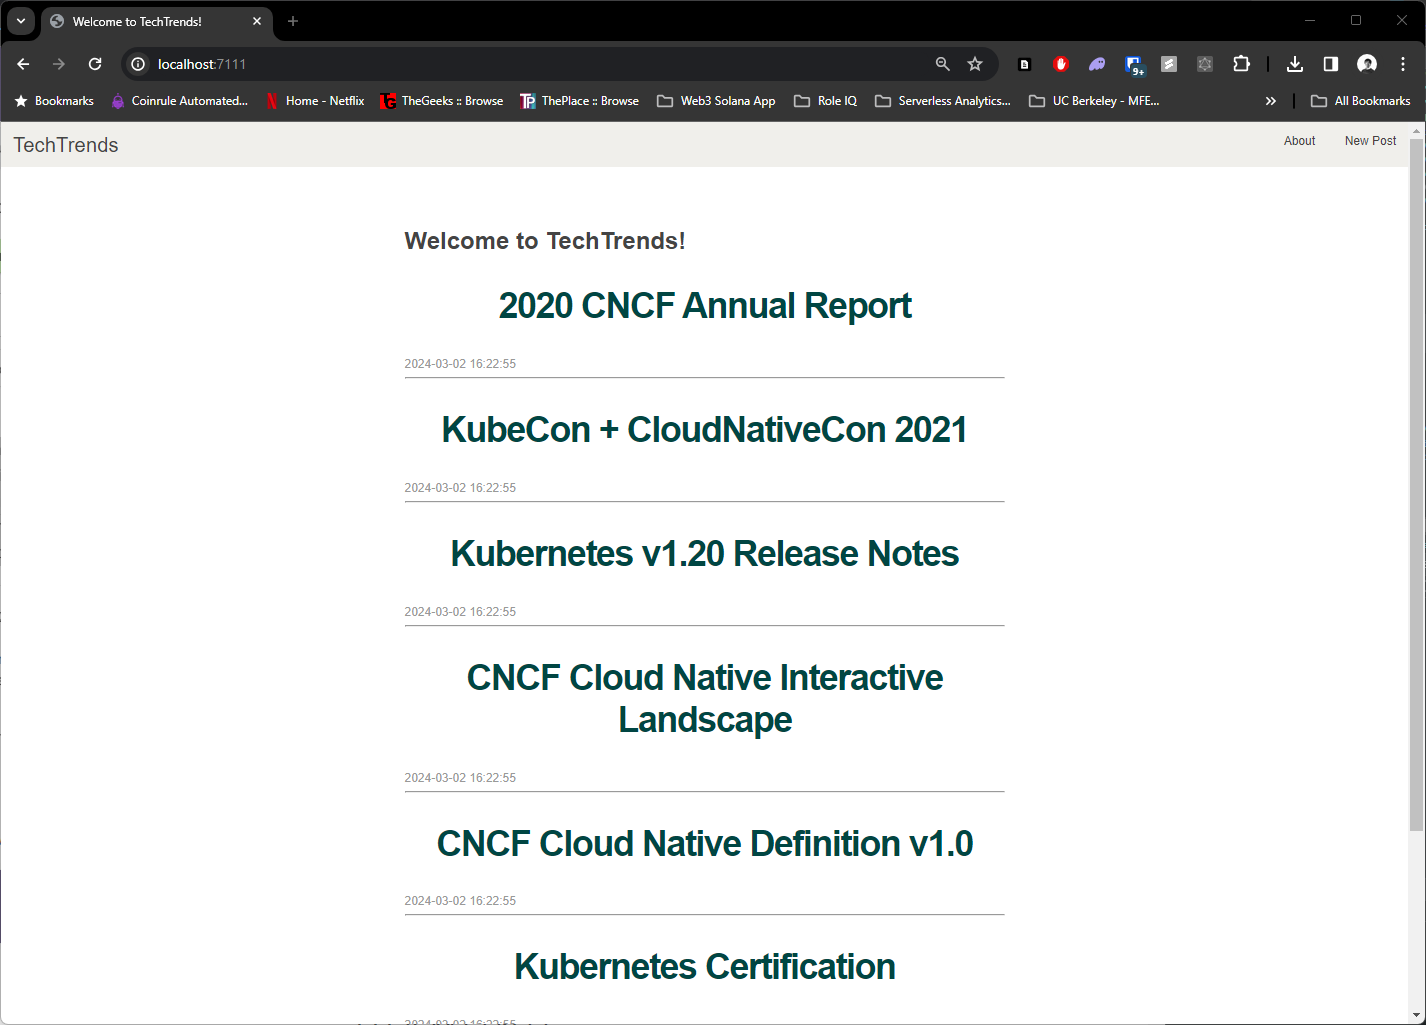 Welcome to TechTrends!
localhost:7111
9+
Bookmarks
Coinrule Automated...
Home - Netflix
TG
TheGeeks :: Browse
TP
ThePlace :: Browse
Web3 Solana App
Role IQ
Serverless Analytics...
UC Berkeley - MFE...
All Bookmarks
TechTrends
About
New Post
Welcome to TechTrends!
2020 CNCF Annual Report
2024-03-02 16:22:55
KubeCon + CloudNativeCon 2021
2024-03-02 16:22:55
Kubernetes v1.20 Release Notes
2024-03-02 16:22:55
CNCF Cloud Native Interactive
Landscape
2024-03-02 16:22:55
CNCF Cloud Native Definition v1.0
2024-03-02 16:22:55
Kubernetes Certification